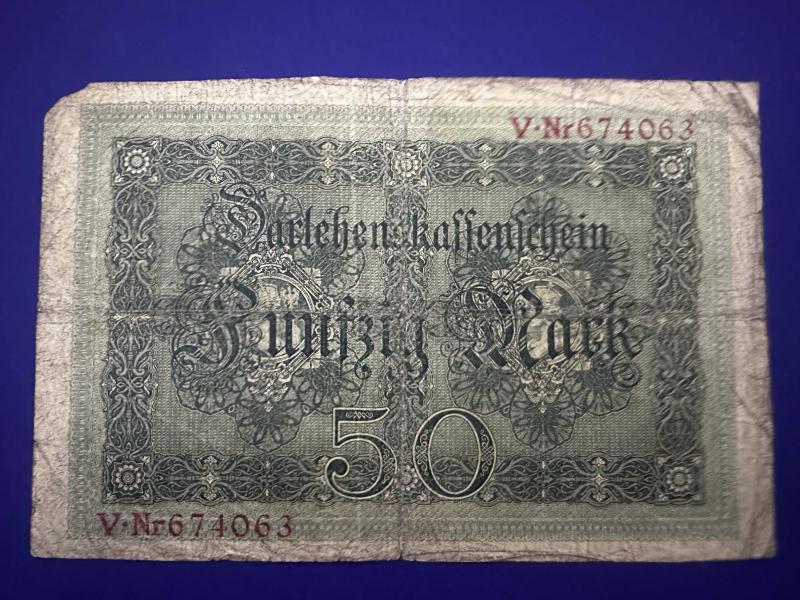 V·Nr674063
Darlehenskassenschein
Fünfzig Mark
50
V·Nr674063